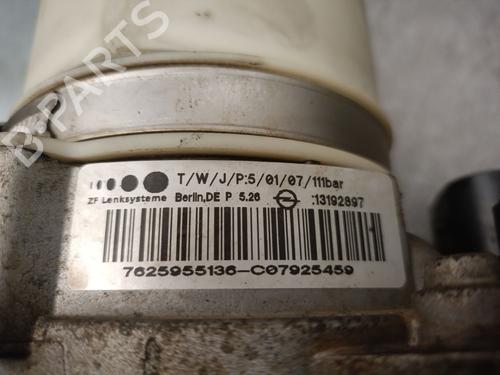 T/W/J/P:5/01/07/111bar
ZF Lenksysteme Berlin,DE P 5.26 :13192897
7625955136-C07925459
B-PARTS